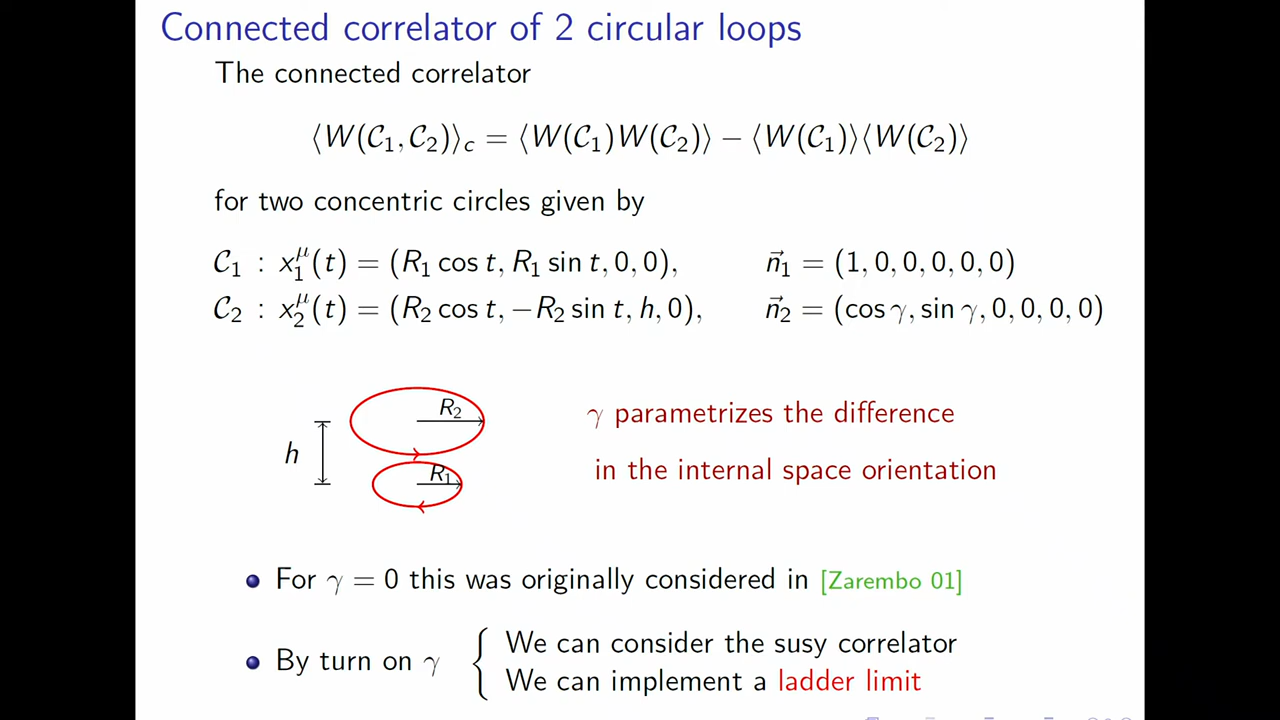 Connected correlator of 2 circular loops
The connected correlator
⟨W(𝒞₁, 𝒞₂)⟩_c = ⟨W(𝒞₁)W(𝒞₂)⟩ − ⟨W(𝒞₁)⟩⟨W(𝒞₂)⟩
for two concentric circles given by
𝒞₁ : x₁^μ(t) = (R₁ cos t, R₁ sin t, 0, 0), n⃗₁ = (1, 0, 0, 0, 0, 0)
𝒞₂ : x₂^μ(t) = (R₂ cos t, −R₂ sin t, h, 0), n⃗₂ = (cos γ, sin γ, 0, 0, 0, 0)
R₂
h
R₁
γ parametrizes the difference
in the internal space orientation
For γ = 0 this was originally considered in [Zarembo 01]
By turn on γ { We can consider the susy correlator
We can implement a ladder limit